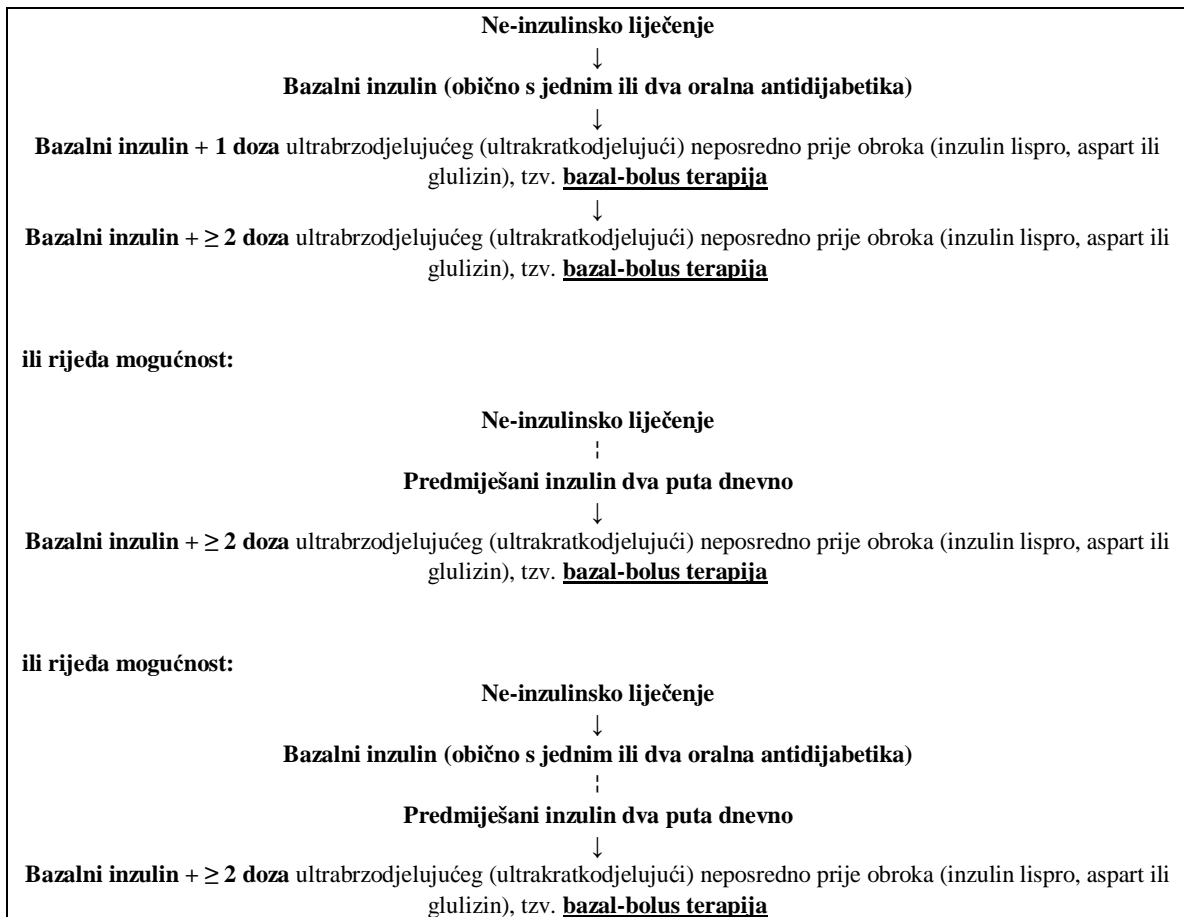 Ne-inzulinsko liječenje
↓
Bazalni inzulin (obično s jednim ili dva oralna antidijabetika)
↓
Bazalni inzulin + 1 doza ultrabrzodjelujućeg (ultrakratkodjelujući) neposredno prije obroka (inzulin lispro, aspart ili
glulizin), tzv. bazal-bolus terapija
↓
Bazalni inzulin + ≥ 2 doza ultrabrzodjelujućeg (ultrakratkodjelujući) neposredno prije obroka (inzulin lispro, aspart ili
glulizin), tzv. bazal-bolus terapija
ili rijeđa mogućnost:
Ne-inzulinsko liječenje
¦
Predmiješani inzulin dva puta dnevno
↓
Bazalni inzulin + ≥ 2 doza ultrabrzodjelujućeg (ultrakratkodjelujući) neposredno prije obroka (inzulin lispro, aspart ili
glulizin), tzv. bazal-bolus terapija
ili rijeđa mogućnost:
Ne-inzulinsko liječenje
↓
Bazalni inzulin (obično s jednim ili dva oralna antidijabetika)
¦
Predmiješani inzulin dva puta dnevno
↓
Bazalni inzulin + ≥ 2 doza ultrabrzodjelujućeg (ultrakratkodjelujući) neposredno prije obroka (inzulin lispro, aspart ili
glulizin), tzv. bazal-bolus terapija